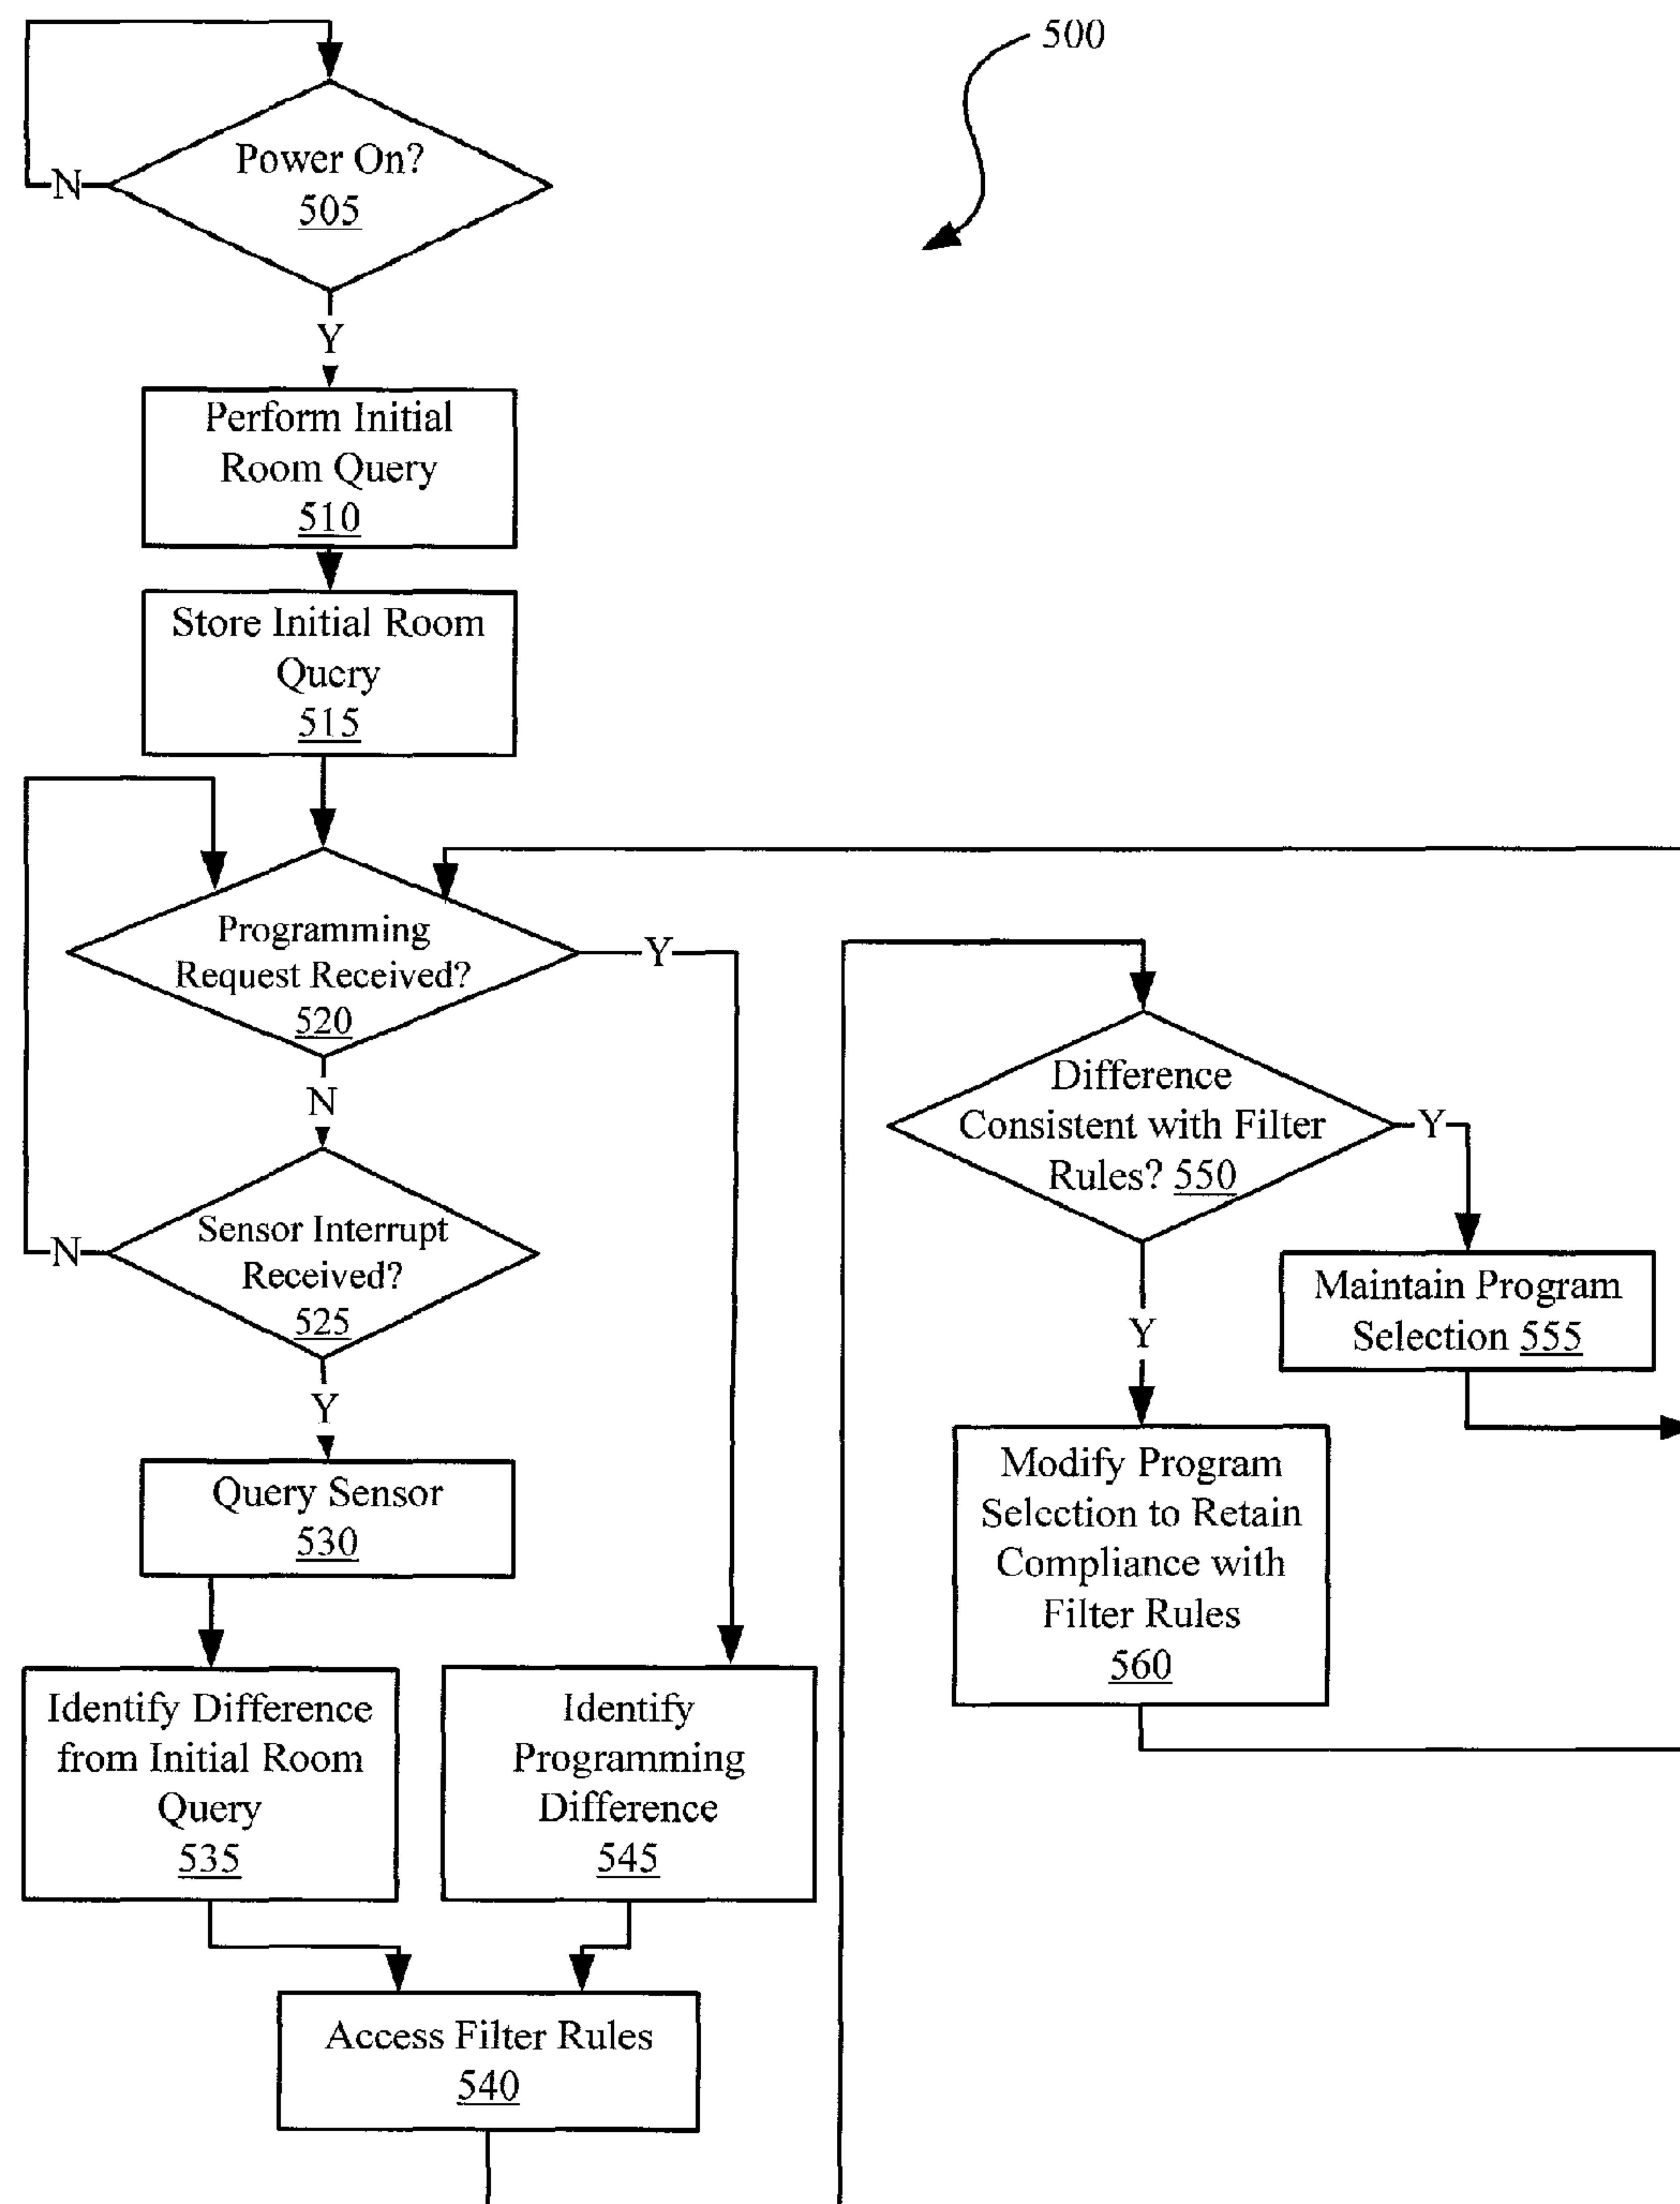 500
Power On?
505
N
Y
Perform Initial
Room Query
510
Store Initial Room
Query
515
Programming
Request Received?
520
Y
N
Sensor Interrupt
Received?
525
N
Y
Query Sensor
530
Identify Difference
from Initial Room
Query
535
Identify
Programming
Difference
545
Access Filter Rules
540
Difference
Consistent with Filter
Rules? 550
Y
Y
Maintain Program
Selection 555
Modify Program
Selection to Retain
Compliance with
Filter Rules
560